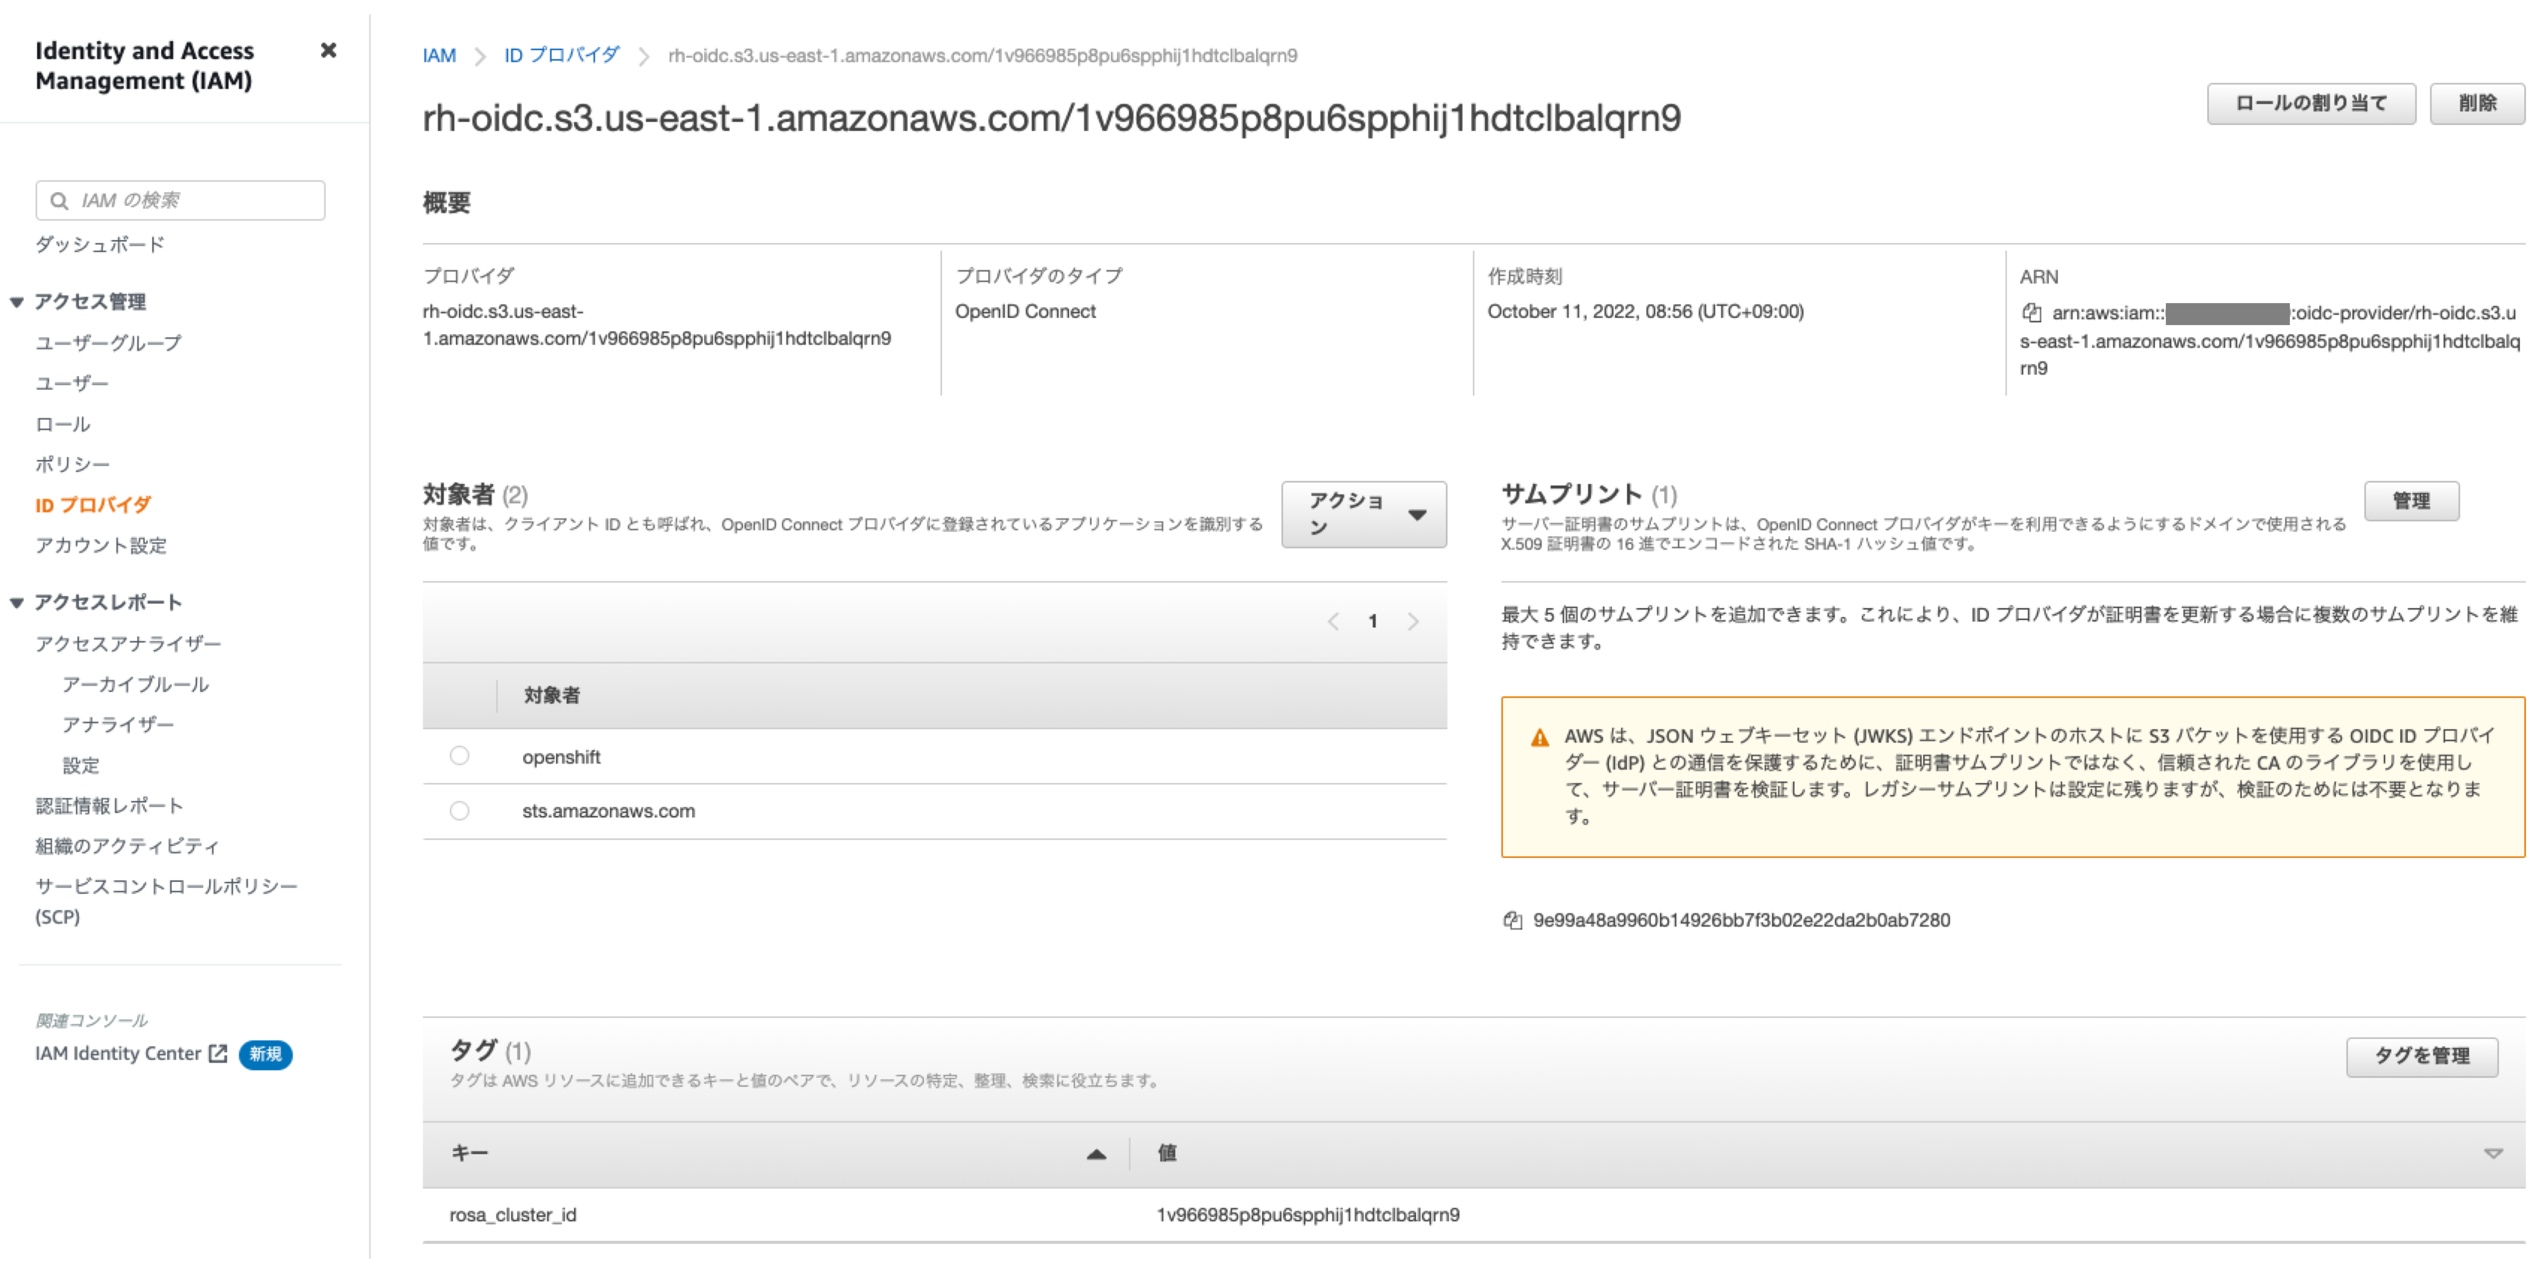 Identity and Access
Management (IAM)
IAM の検索
ダッシュボード
アクセス管理
ユーザーグループ
ユーザー
ロール
ポリシー
ID プロバイダ
アカウント設定
アクセスレポート
アクセスアナライザー
アーカイブルール
アナライザー
設定
認証情報レポート
組織のアクティビティ
サービスコントロールポリシー
(SCP)
関連コンソール
IAM Identity Center 新規
IAM ID プロバイダ rh-oidc.s3.us-east-1.amazonaws.com/1v966985p8pu6spphij1hdtclbalqrn9
rh-oidc.s3.us-east-1.amazonaws.com/1v966985p8pu6spphij1hdtclbalqrn9
ロールの割り当て 削除
概要
プロバイダ
rh-oidc.s3.us-east-
1.amazonaws.com/1v966985p8pu6spphij1hdtclbalqrn9
プロバイダのタイプ
OpenID Connect
作成時刻
October 11, 2022, 08:56 (UTC+09:00)
ARN
arn:aws:iam:: :oidc-provider/rh-oidc.s3.u
s-east-1.amazonaws.com/1v966985p8pu6spphij1hdtclbalq
rn9
対象者 (2)
対象者は、クライアント ID とも呼ばれ、OpenID Connect プロバイダに登録されているアプリケーションを識別する
値です。
アクショ
ン
1
対象者
openshift
sts.amazonaws.com
サムプリント (1)
サーバー証明書のサムプリントは、OpenID Connect プロバイダがキーを利用できるようにするドメインで使用される
X.509 証明書の 16 進でエンコードされた SHA-1 ハッシュ値です。
管理
最大 5 個のサムプリントを追加できます。これにより、ID プロバイダが証明書を更新する場合に複数のサムプリントを維
持できます。
AWS は、JSON ウェブキーセット (JWKS) エンドポイントのホストに S3 バケットを使用する OIDC ID プロバイ
ダー (IdP) との通信を保護するために、証明書サムプリントではなく、信頼された CA のライブラリを使用し
て、サーバー証明書を検証します。レガシーサムプリントは設定に残りますが、検証のためには不要となりま
す。
9e99a48a9960b14926bb7f3b02e22da2b0ab7280
タグ (1)
タグは AWS リソースに追加できるキーと値のペアで、リソースの特定、整理、検索に役立ちます。
タグを管理
キー 値
rosa_cluster_id 1v966985p8pu6spphij1hdtclbalqrn9